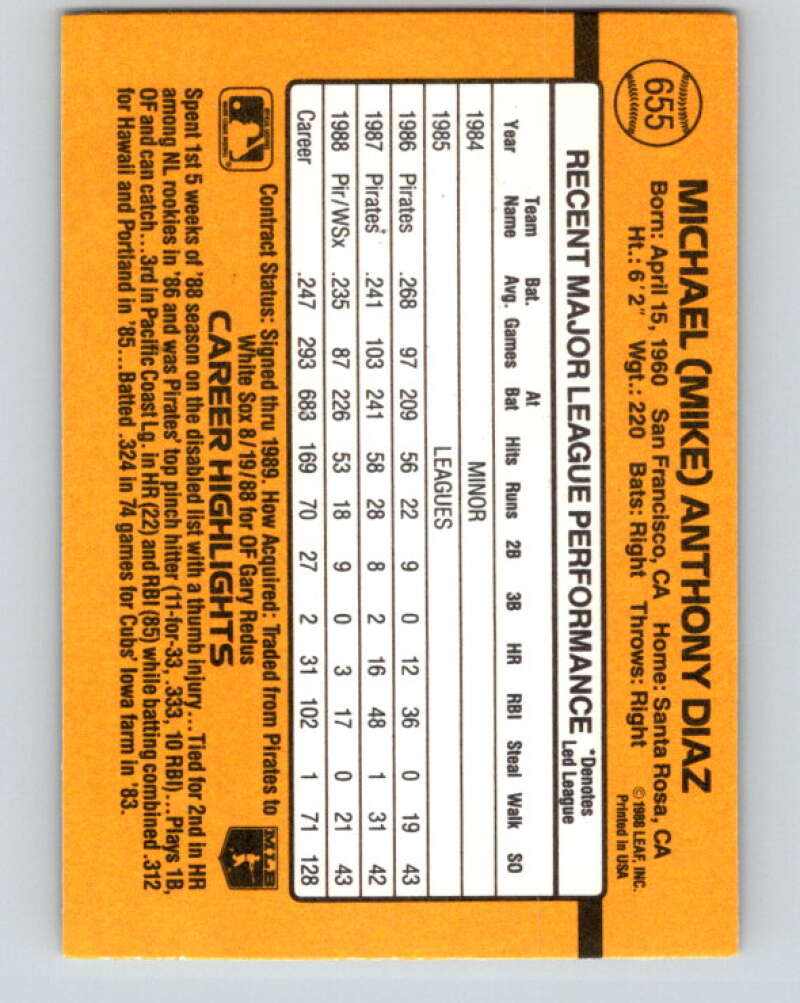 655
MICHAEL (MIKE) ANTHONY DIAZ
Born: April 15, 1960 San Francisco, CA Home: Santa Rosa, CA
Ht.: 6'2" Wgt.: 220 Bats: Right Throws: Right
© 1988 LEAF, INC.
Printed in USA
RECENT MAJOR LEAGUE PERFORMANCE *Denotes Led League
Year Team Name Bat. Avg. Games At Bat Hits Runs 2B 3B HR RBI Steal Walk SO
1984 MINOR
1985 LEAGUES
1986 Pirates .268 97 209 56 22 9 0 12 36 0 19 43
1987 Pirates* .241 103 241 58 28 8 2 16 48 1 31 42
1988 Pir/WSx .235 87 226 53 18 9 0 3 17 0 21 43
Career .247 293 683 169 70 27 2 31 102 1 71 128
Contract Status: Signed thru 1989. How Acquired: Traded from Pirates to
White Sox 8/19/88 for OF Gary Redus
MLB
CAREER HIGHLIGHTS
Spent 1st 5 weeks of '88 season on the disabled list with a thumb injury...Tied for 2nd in HR
among NL rookies in '86 and was Pirates' top pinch hitter (11-for-33, .333, 10 RBI)...Plays 1B,
OF and can catch...3rd in Pacific Coast Lg. in HR (22) and RBI (85) while batting combined .312
for Hawaii and Portland in '85...Batted .324 in 74 games for Cubs' Iowa farm in '83.